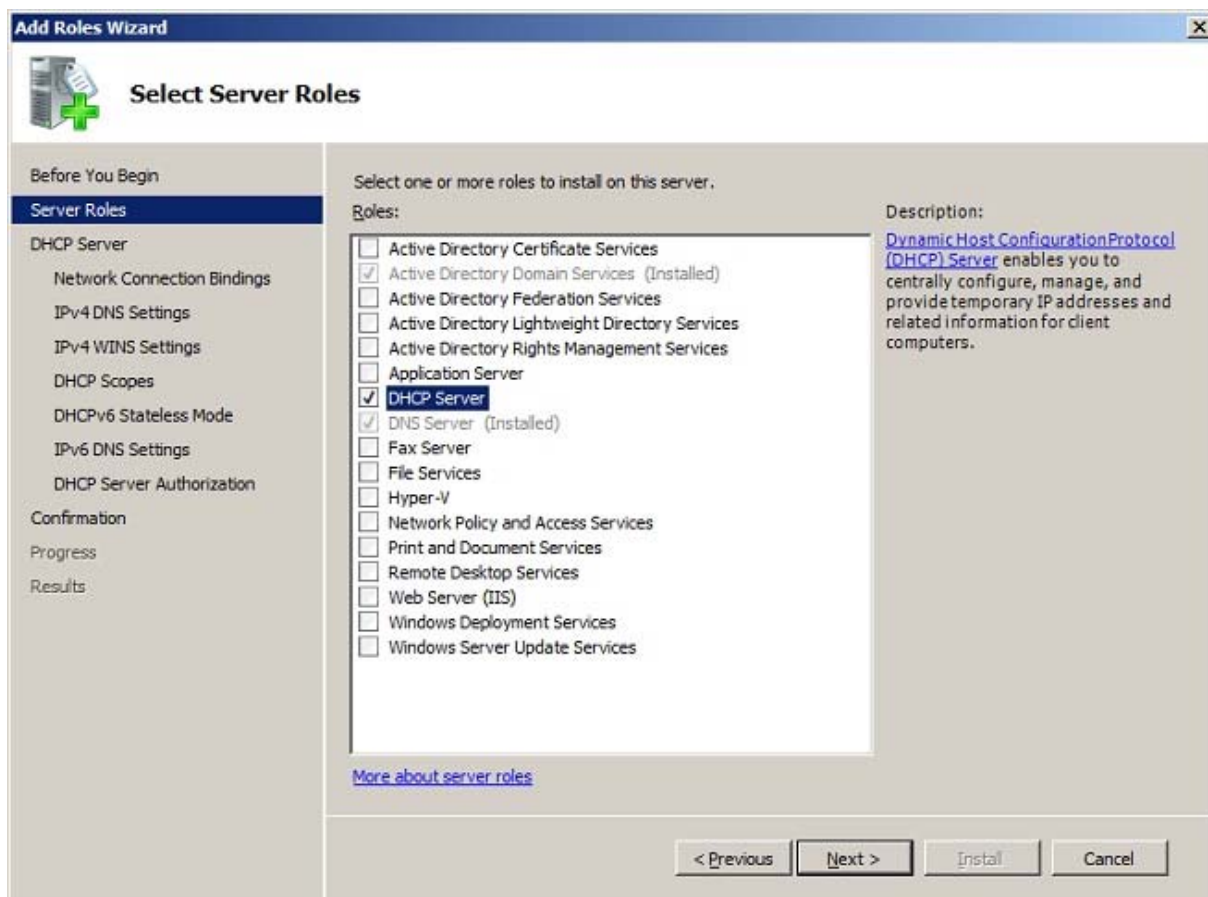 Add Roles Wizard
Select Server Roles
Before You Begin
Server Roles
DHCP Server
Network Connection Bindings
IPv4 DNS Settings
IPv4 WINS Settings
DHCP Scopes
DHCPv6 Stateless Mode
IPv6 DNS Settings
DHCP Server Authorization
Confirmation
Progress
Results
Select one or more roles to install on this server.
Roles:
Active Directory Certificate Services
Active Directory Domain Services (Installed)
Active Directory Federation Services
Active Directory Lightweight Directory Services
Active Directory Rights Management Services
Application Server
DHCP Server
DNS Server (Installed)
Fax Server
File Services
Hyper-V
Network Policy and Access Services
Print and Document Services
Remote Desktop Services
Web Server (IIS)
Windows Deployment Services
Windows Server Update Services
More about server roles
Description:
Dynamic Host Configuration Protocol
(DHCP) Server enables you to
centrally configure, manage, and
provide temporary IP addresses and
related information for client
computers.
< Previous
Next >
Install
Cancel